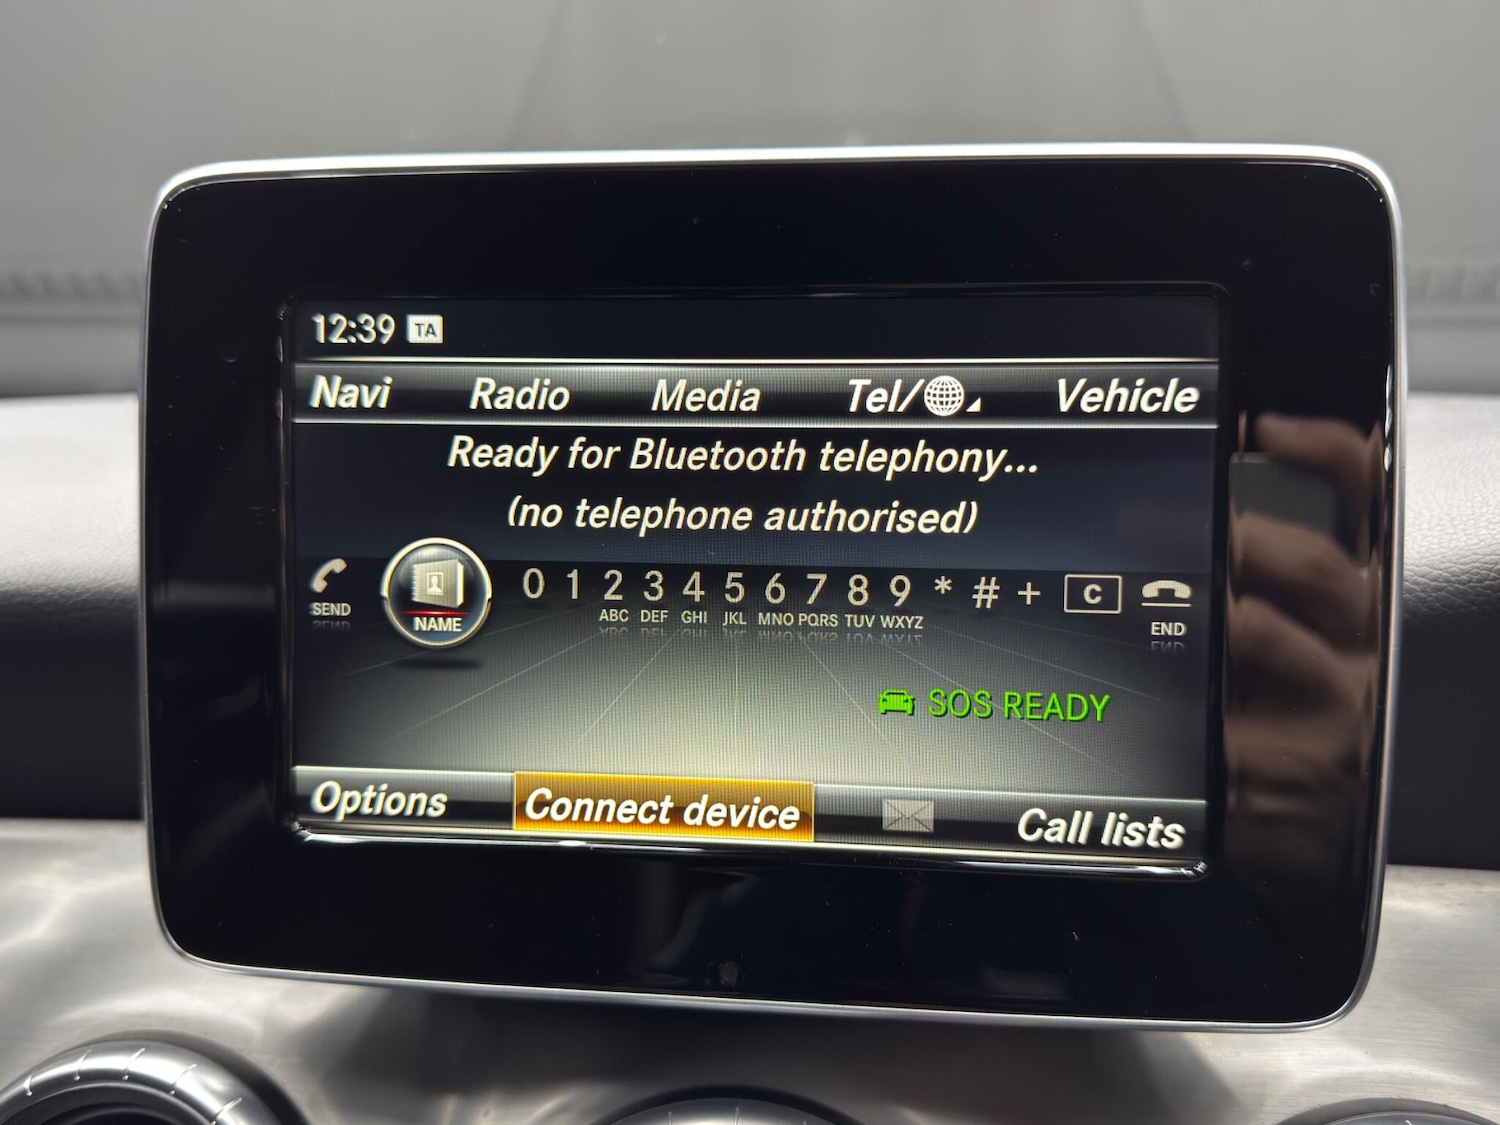 12:39 TA
Navi Radio Media Tel/ Vehicle
Ready for Bluetooth telephony...
(no telephone authorised)
0 1 2 3 4 5 6 7 8 9 * # + C
SEND NAME ABC DEF GHI JKL MNO PQRS TUV WXYZ END
SOS READY
Options Connect device Call lists